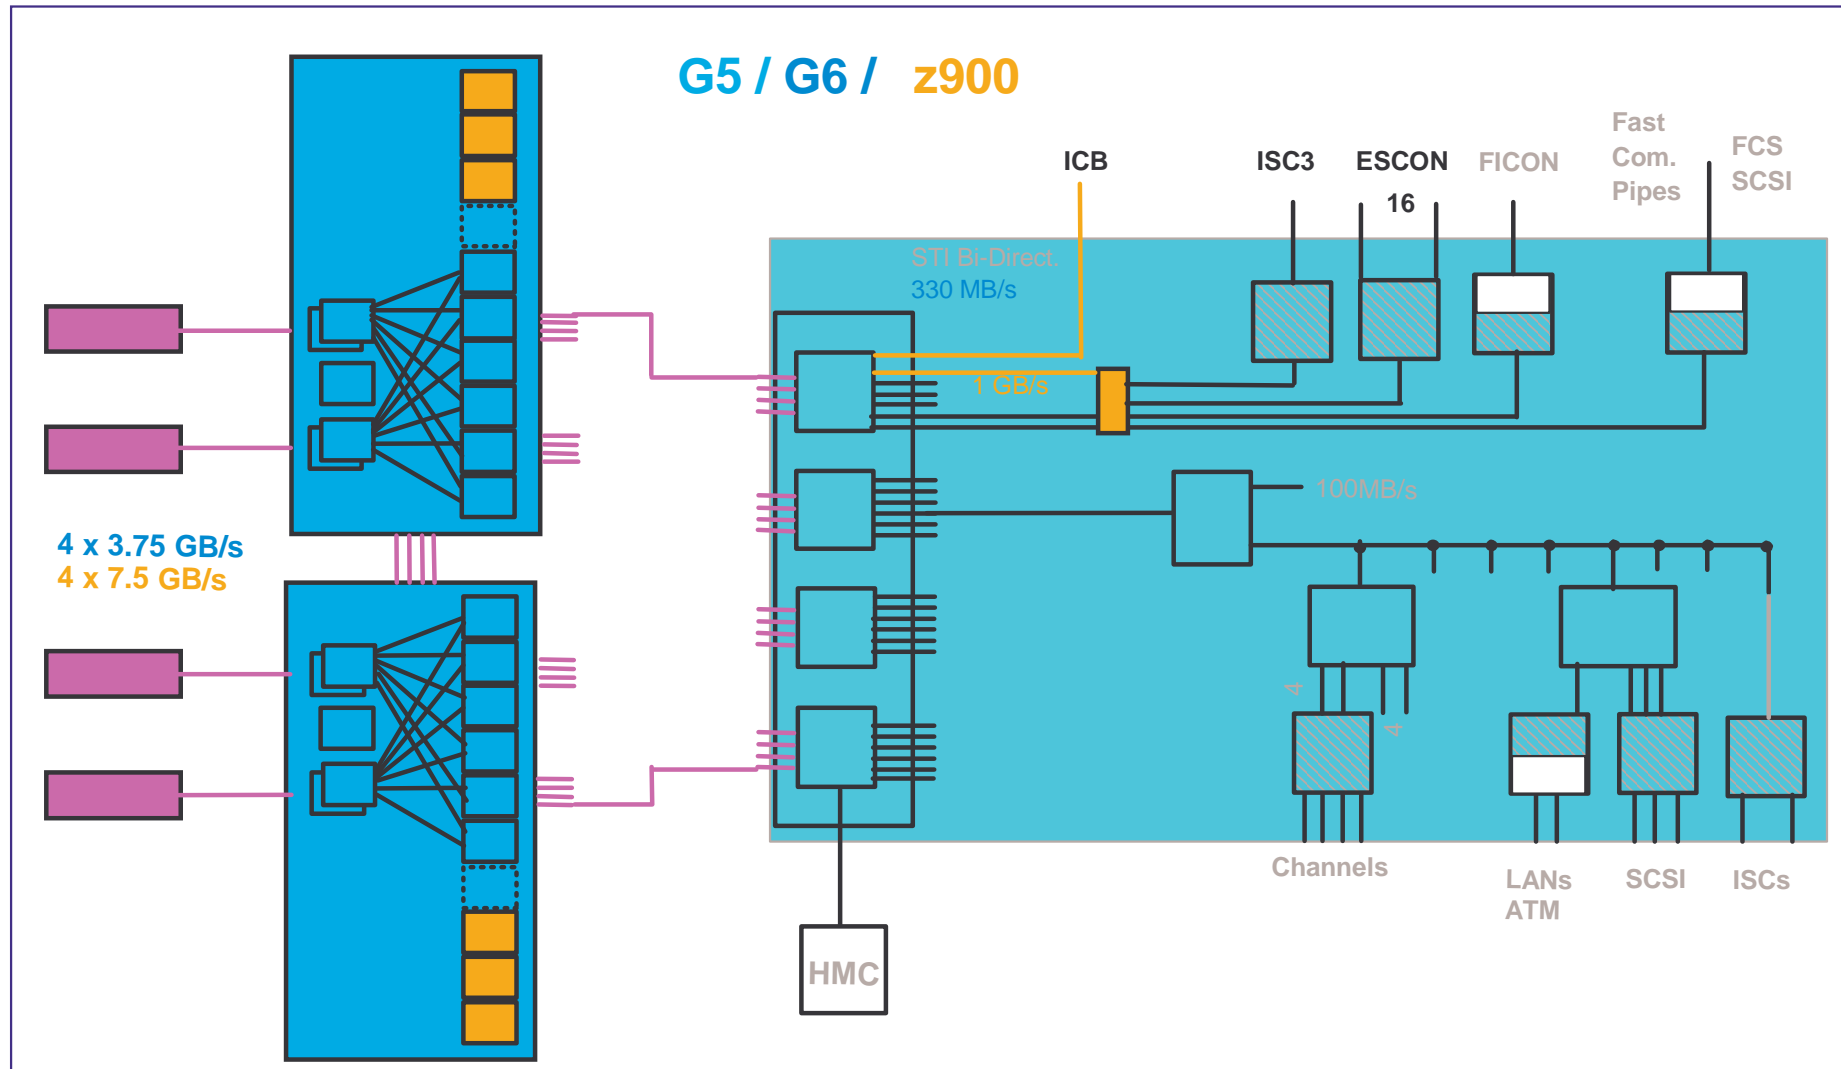 G5 / G6 / z900
Fast
Com.
Pipes
FCS
SCSI
ICB
ISC3
ESCON
16
FICON
STI Bi-Direct.
330 MB/s
1 GB/s
100MB/s
4 x 3.75 GB/s
4 x 7.5 GB/s
4
4
Channels
LANs
ATM
SCSI
ISCs
HMC